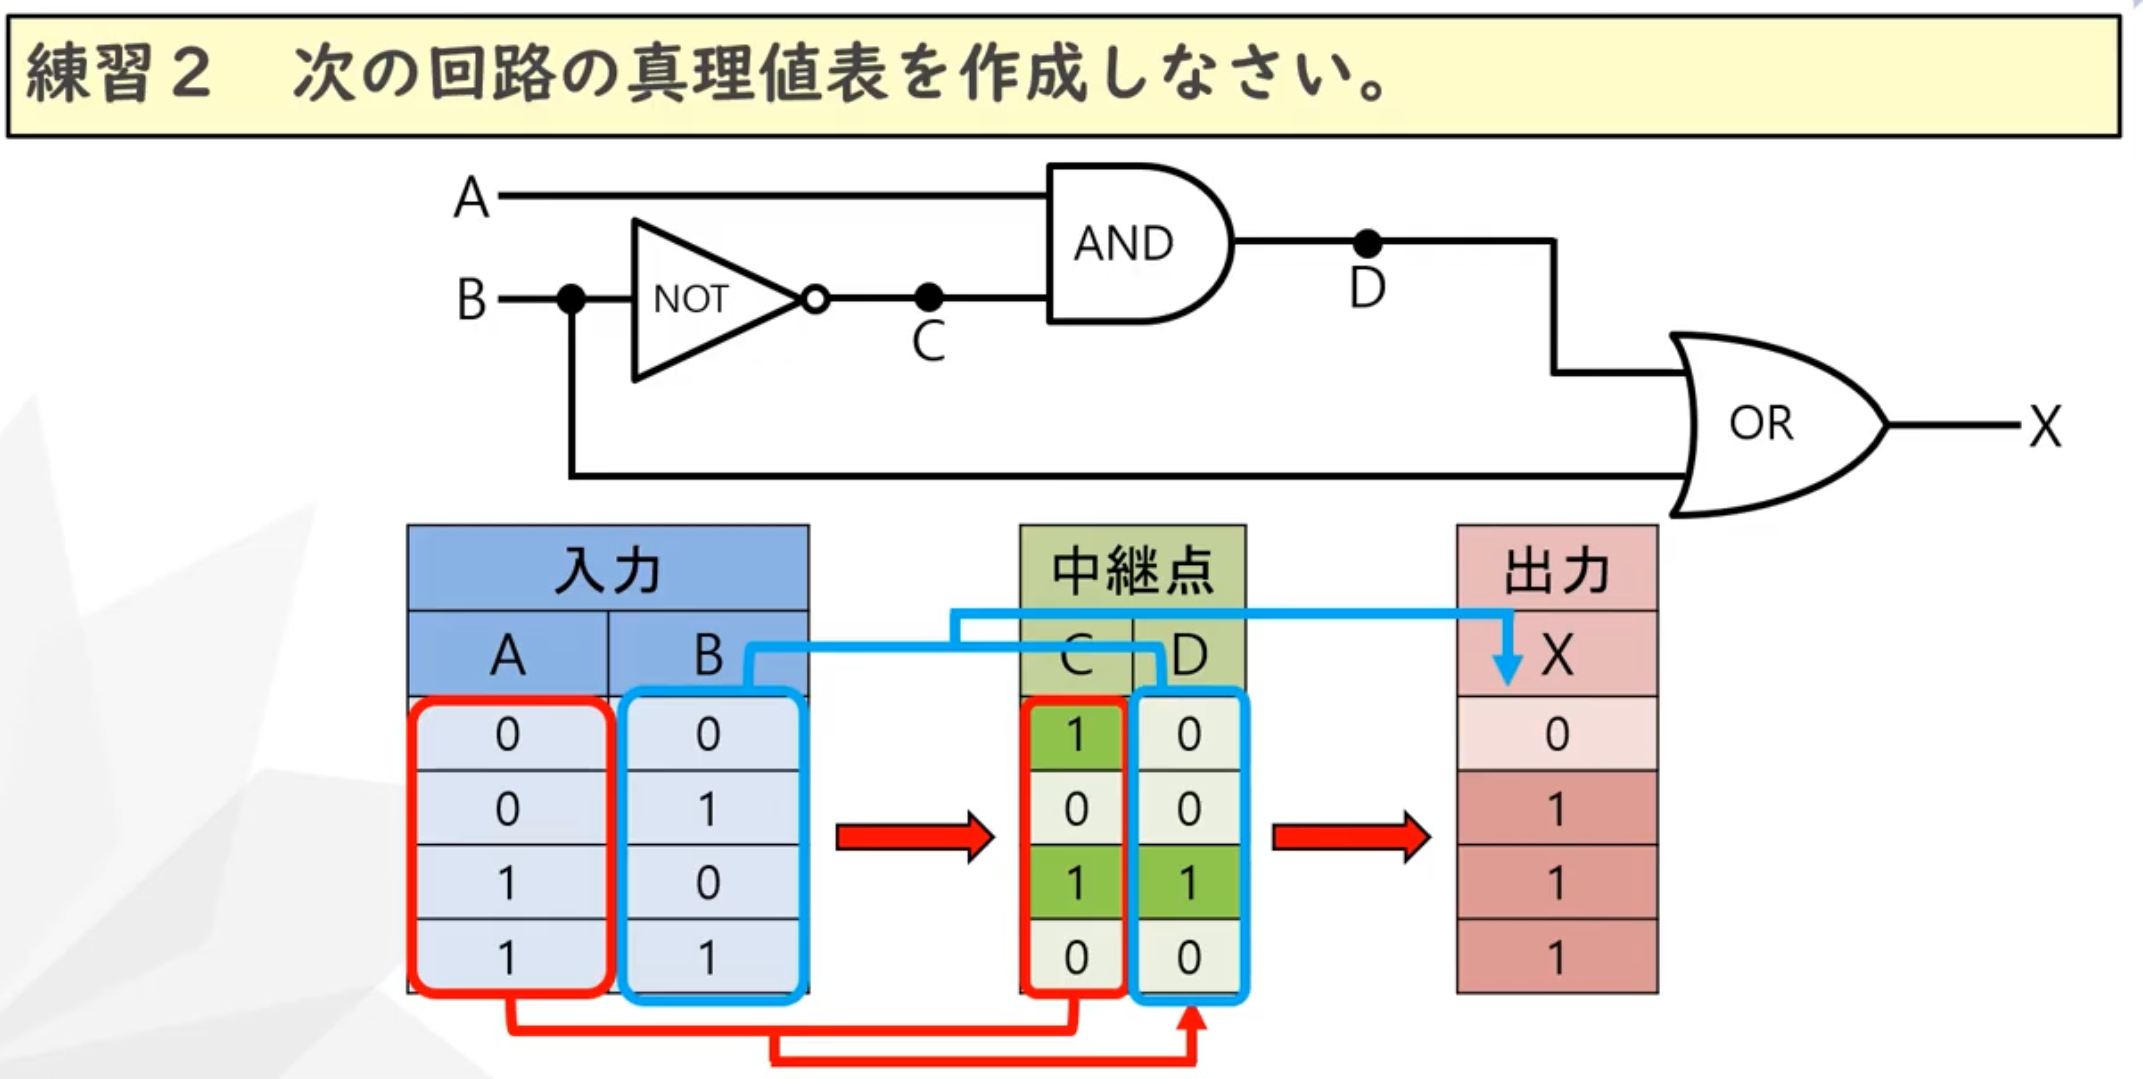 練習２　次の回路の真理値表を作成しなさい。
A
AND
B
NOT
C
D
OR
X
入力 中継点 出力
A B C D X
0 0 1 0 0
0 1 0 0 1
1 0 1 1 1
1 1 0 0 1